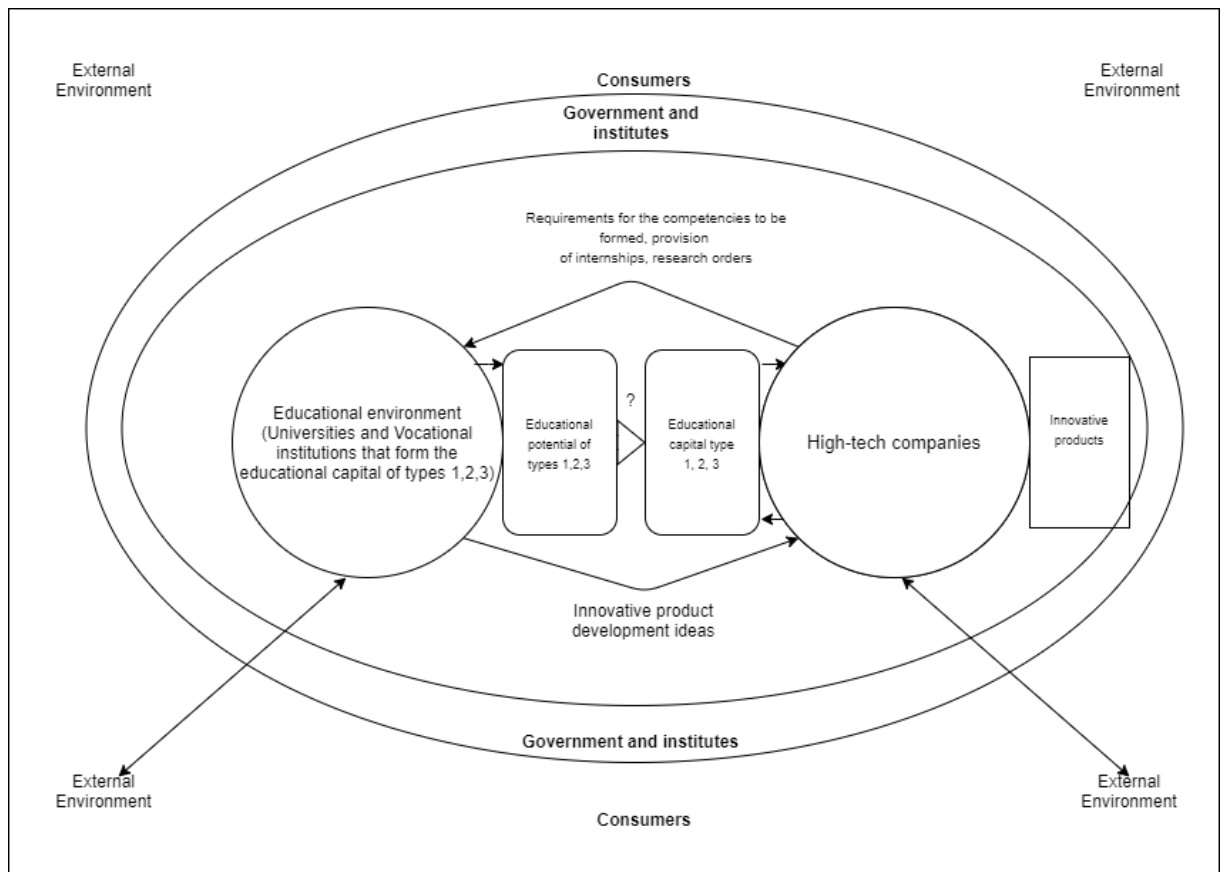 External
Environment
External
Environment
Consumers
Government and
institutes
Requirements for the competencies to be
formed, provision
of internships, research orders
Educational environment
(Universities and Vocational
institutions that form the
educational capital of types 1,2,3)
Educational
potential of
types 1,2,3
?
Educational
capital type
1, 2, 3
High-tech companies
Innovative
products
Innovative product
development ideas
Government and institutes
External
Environment
External
Environment
Consumers